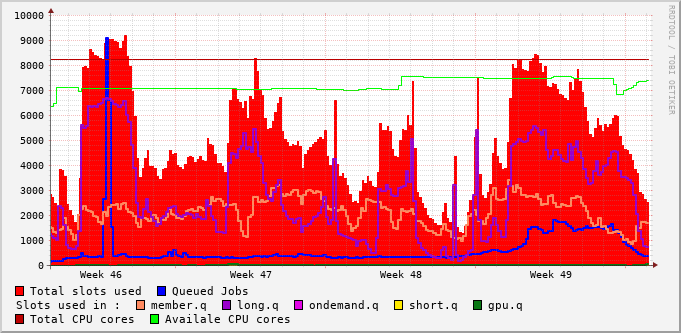 10000
9000
8000
7000
6000
5000
4000
3000
2000
1000
0
Week 46 Week 47 Week 48 Week 49
RRDTOOL / TOBI OETIKER
Total slots used Queued Jobs
Slots used in : member.q long.q ondemand.q short.q gpu.q
Total CPU cores Availale CPU cores